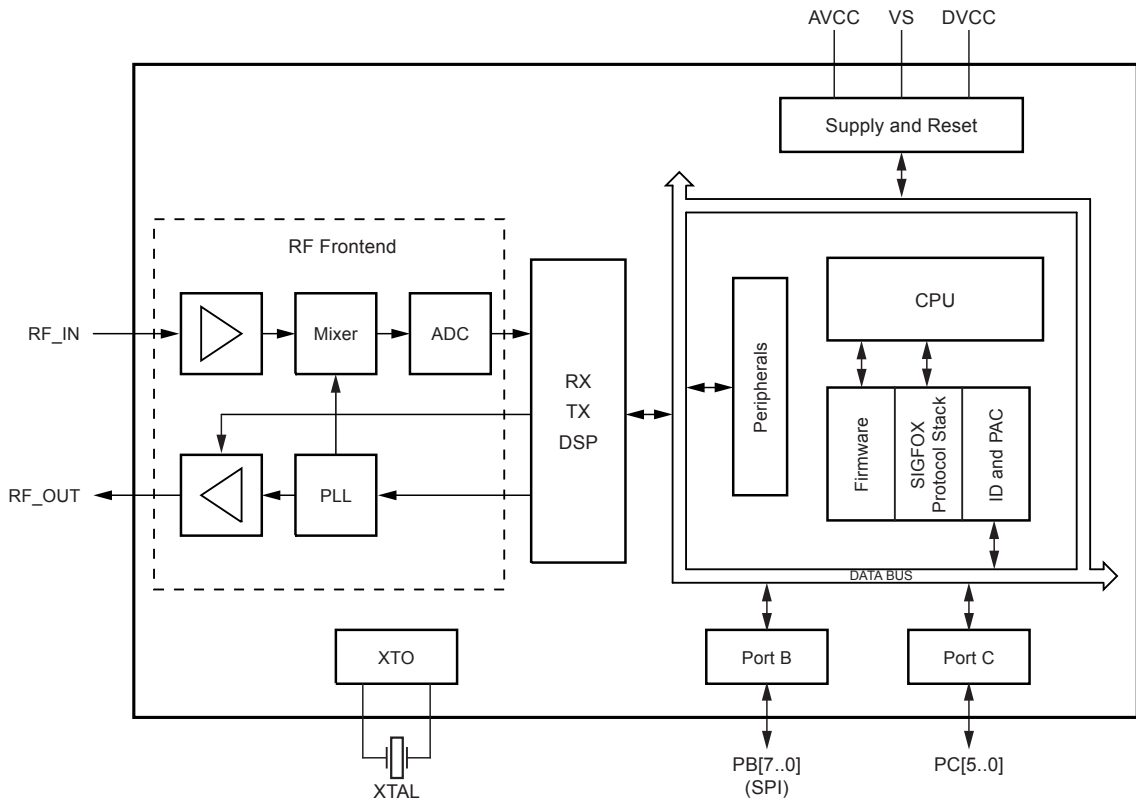 AVCC VS DVCC
Supply and Reset
RF Frontend
RF_IN
Mixer
ADC
RX
TX
DSP
RF_OUT
PLL
Peripherals
CPU
Firmware
SIGFOX
Protocol Stack
ID and PAC
DATA BUS
XTO
XTAL
Port B
Port C
PB[7..0]
(SPI)
PC[5..0]